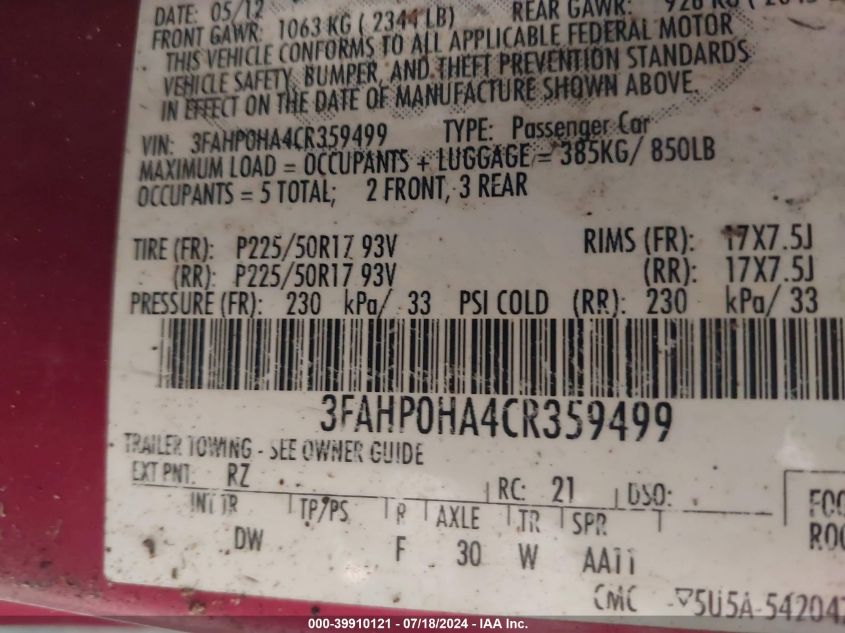 DATE: 05/12
FRONT GAWR: 1063 KG ( 2344 LB) REAR GAWR:
THIS VEHICLE CONFORMS TO ALL APPLICABLE FEDERAL MOTOR
VEHICLE SAFETY, BUMPER, AND THEFT PREVENTION STANDARDS
IN EFFECT ON THE DATE OF MANUFACTURE SHOWN ABOVE.
VIN: 3FAHP0HA4CR359499 TYPE: Passenger Car
MAXIMUM LOAD = OCCUPANTS + LUGGAGE = 385KG/ 850LB
OCCUPANTS = 5 TOTAL; 2 FRONT, 3 REAR
TIRE (FR): P225/50R17 93V RIMS (FR): 17X7.5J
(RR): P225/50R17 93V (RR): 17X7.5J
PRESSURE (FR): 230 kPa/ 33 PSI COLD (RR): 230 kPa/ 33
3FAHP0HA4CR359499
TRAILER TOWING - SEE OWNER GUIDE
EXT PNT: RZ RC: 21 DSO:
INT TR TP/PS R AXLE TR SPR
DW F 30 W AA11
CMC 5U5A-54204
000-39910121 - 07/18/2024 - IAA Inc.